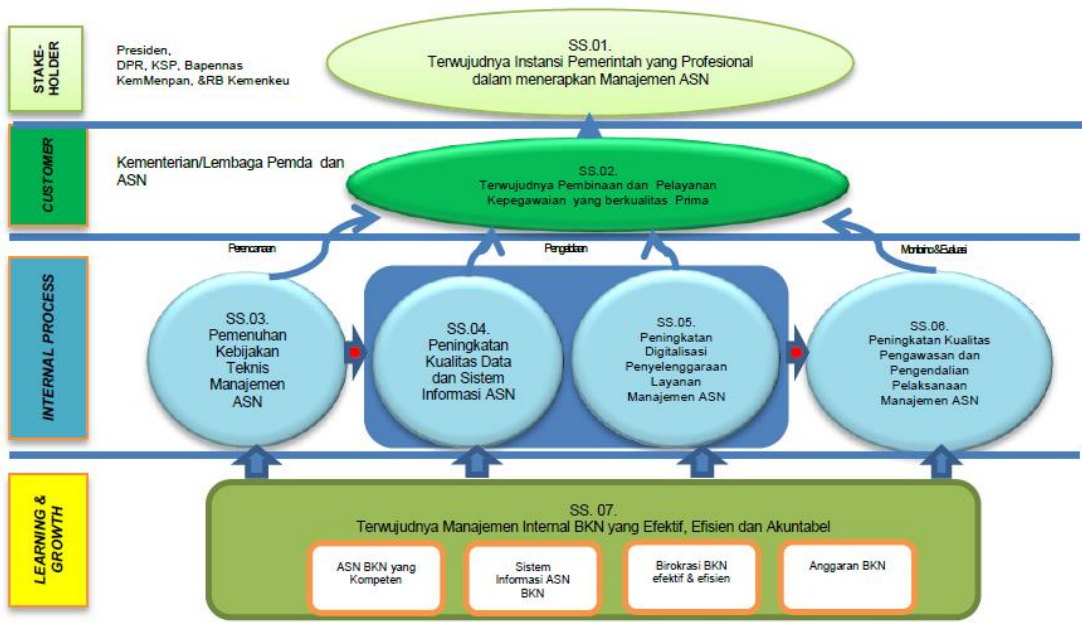 STAKE-
HOLDER
Presiden,
DPR, KSP, Bapennas
KemMenpan, &RB Kemenkeu
SS.01.
Terwujudnya Instansi Pemerintah yang Profesional
dalam menerapkan Manajemen ASN
CUSTOMER
Kementerian/Lembaga Pemda dan
ASN
SS.02.
Terwujudnya Pembinaan dan Pelayanan
Kepegawaian yang berkualitas Prima
Perencanaan
Monitoring&Evaluasi
INTERNAL PROCESS
SS.03.
Pemenuhan
Kebijakan
Teknis
Manajemen
ASN
SS.04.
Peningkatan
Kualitas Data
dan Sistem
Informasi ASN
SS.05.
Peningkatan
Digitalisasi
Penyelenggaraan
Layanan
Manajemen ASN
SS.06.
Peningkatan Kualitas
Pengawasan dan
Pengendalian
Pelaksanaan
Manajemen ASN
LEARNING &
GROWTH
SS. 07.
Terwujudnya Manajemen Internal BKN yang Efektif, Efisien dan Akuntabel
ASN BKN yang
Kompeten
Sistem
Informasi ASN
BKN
Birokrasi BKN
efektif & efisien
Anggaran BKN